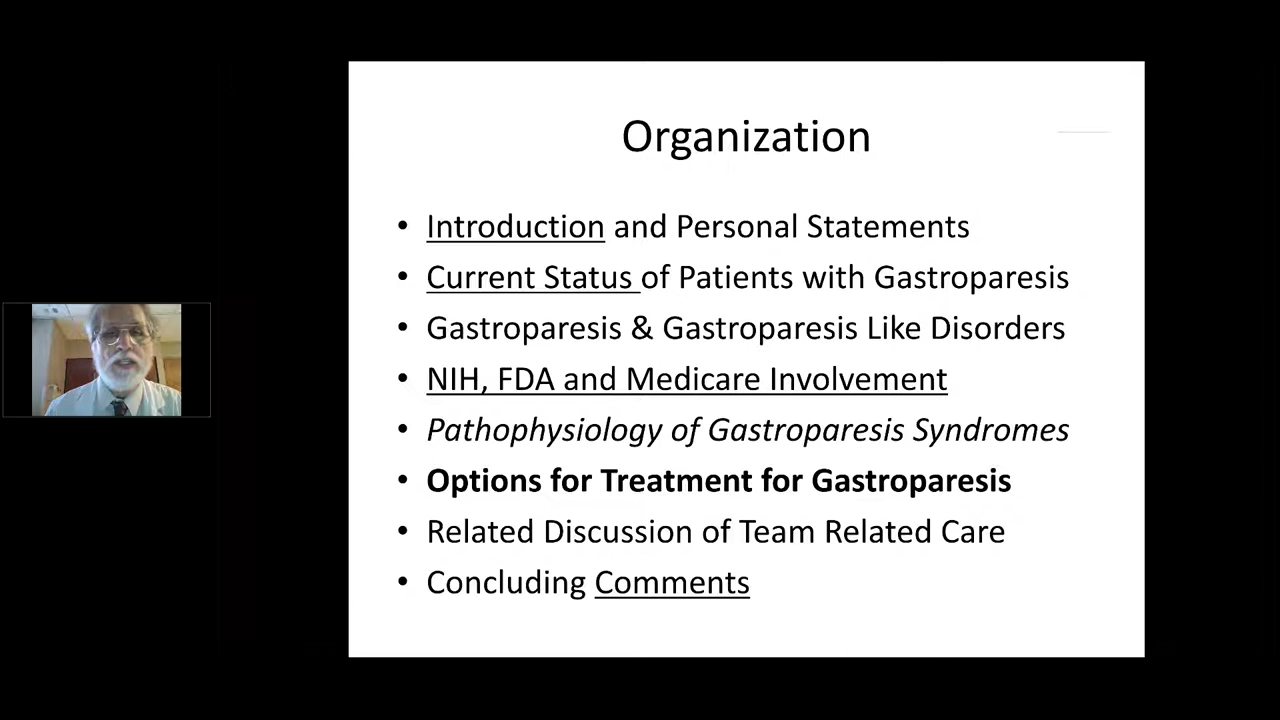 Organization
• Introduction and Personal Statements
• Current Status of Patients with Gastroparesis
• Gastroparesis & Gastroparesis Like Disorders
• NIH, FDA and Medicare Involvement
• Pathophysiology of Gastroparesis Syndromes
• Options for Treatment for Gastroparesis
• Related Discussion of Team Related Care
• Concluding Comments